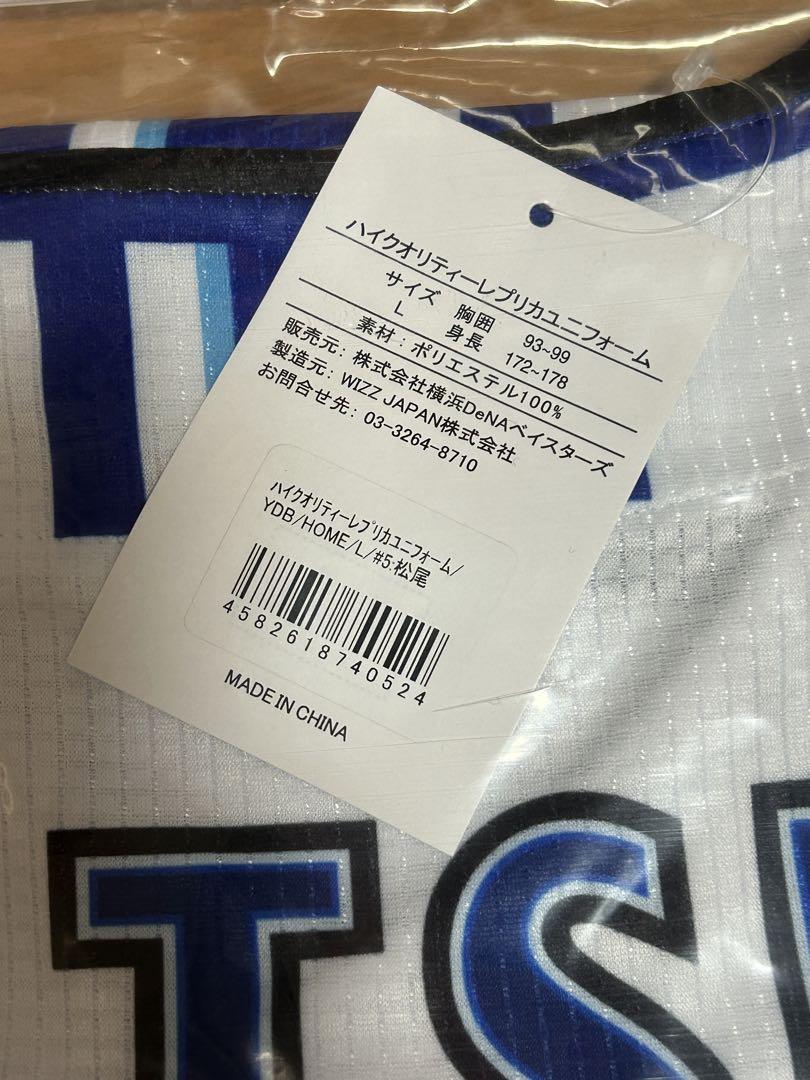 ハイクオリティーレプリカユニフォーム
サイズ 胸囲 93~99
L 身長 172~178
素材：ポリエステル100%
販売元：株式会社横浜DeNAベイスターズ
製造元：WIZZ JAPAN株式会社
お問合せ先：03-3264-8710
ハイクオリティーレプリカユニフォーム/
YDB/HOME/L/#5:松尾
4582618740524
MADE IN CHINA
TS